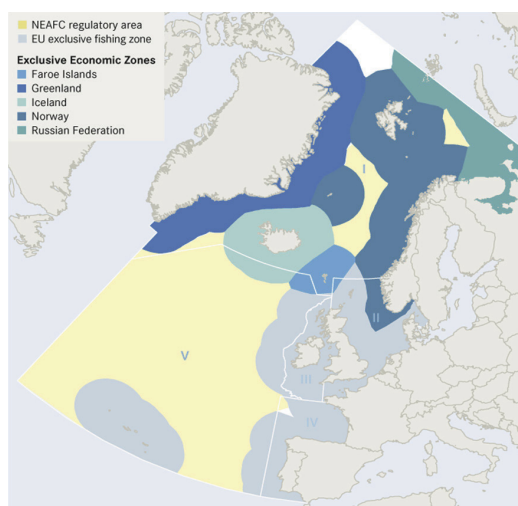 NEAFC regulatory area
EU exclusive fishing zone
Exclusive Economic Zones
Faroe Islands
Greenland
Iceland
Norway
Russian Federation
I
II
V
III
IV